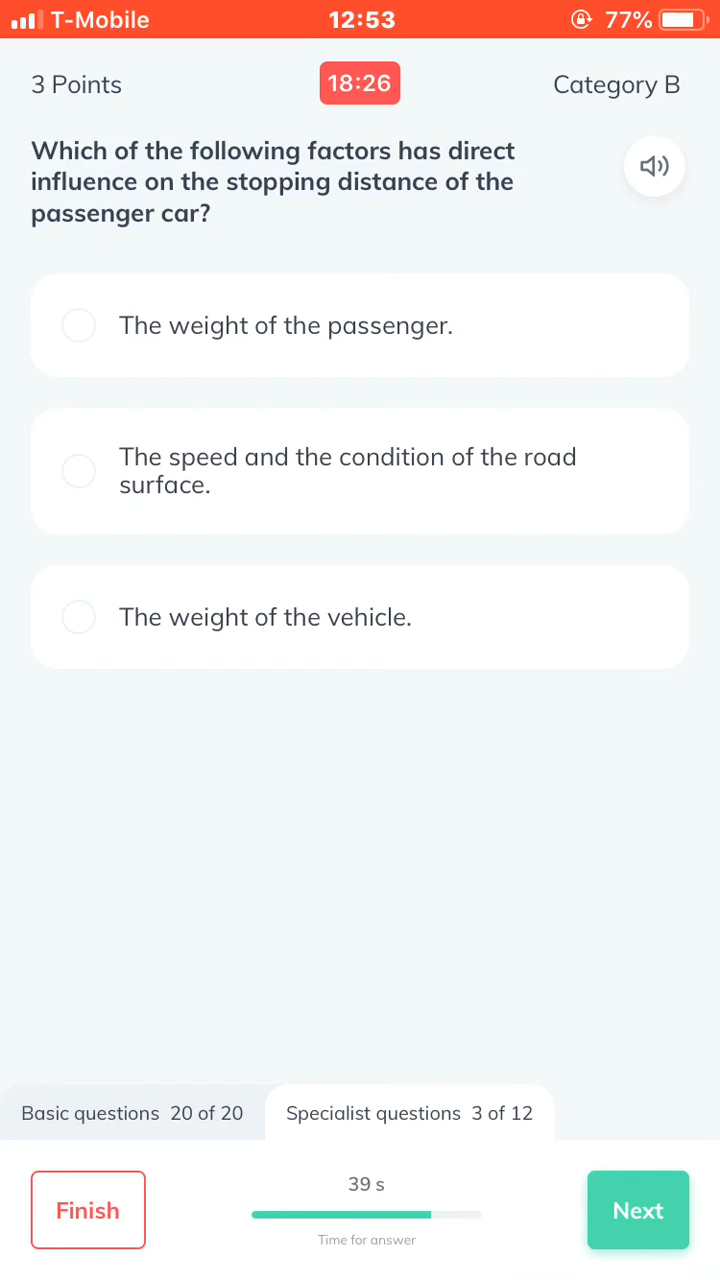 T-Mobile 12:53 77%
3 Points 18:26 Category B
Which of the following factors has direct
influence on the stopping distance of the
passenger car?
The weight of the passenger.
The speed and the condition of the road
surface.
The weight of the vehicle.
Basic questions 20 of 20 Specialist questions 3 of 12
39 s
Finish Next
Time for answer